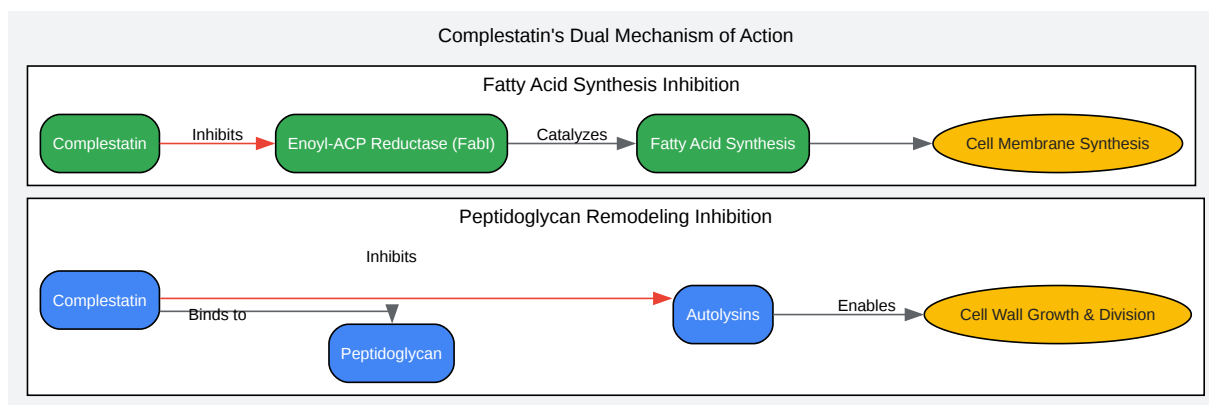 Complestatin's Dual Mechanism of Action
Fatty Acid Synthesis Inhibition
Complestatin
Inhibits
Enoyl-ACP Reductase (FabI)
Catalyzes
Fatty Acid Synthesis
Cell Membrane Synthesis
Peptidoglycan Remodeling Inhibition
Inhibits
Complestatin
Binds to
Peptidoglycan
Autolysins
Enables
Cell Wall Growth & Division